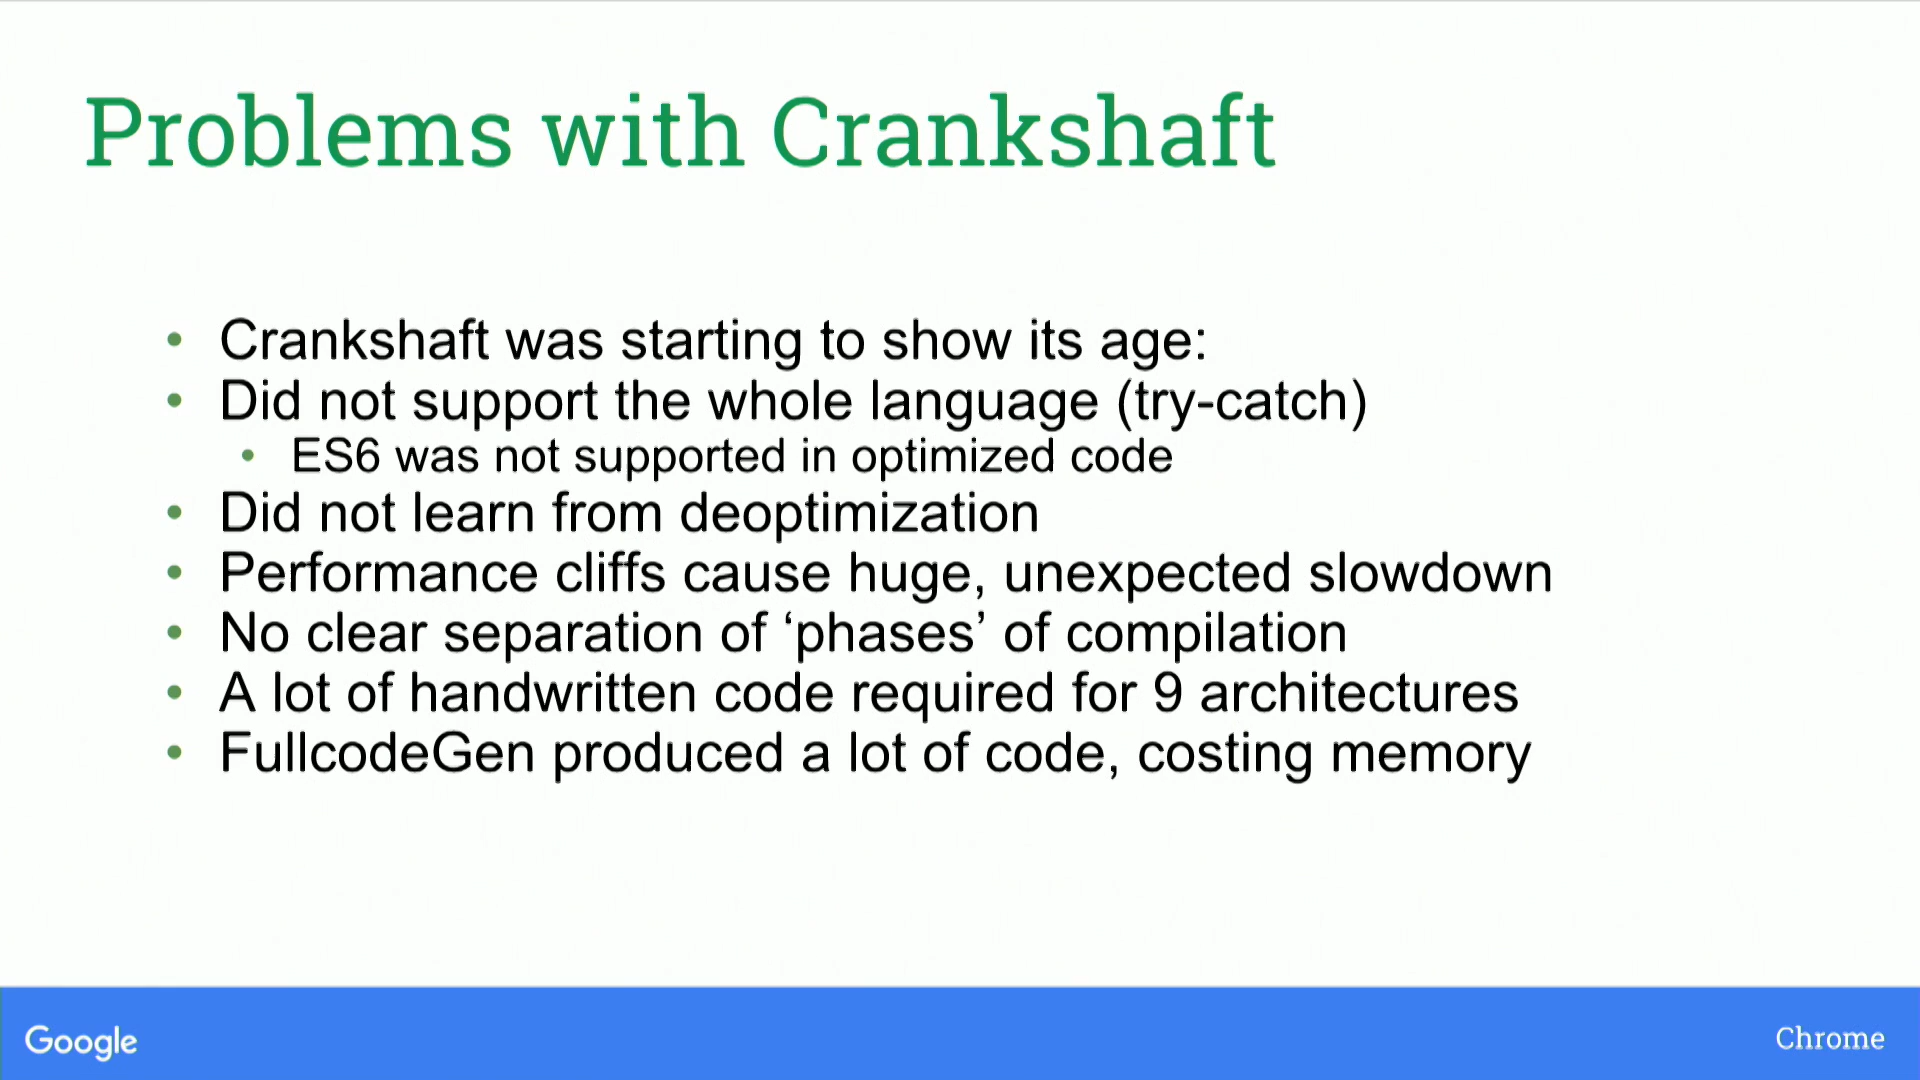 Problems with Crankshaft
• Crankshaft was starting to show its age:
• Did not support the whole language (try-catch)
• ES6 was not supported in optimized code
• Did not learn from deoptimization
• Performance cliffs cause huge, unexpected slowdown
• No clear separation of ‘phases’ of compilation
• A lot of handwritten code required for 9 architectures
• FullcodeGen produced a lot of code, costing memory
Google
Chrome